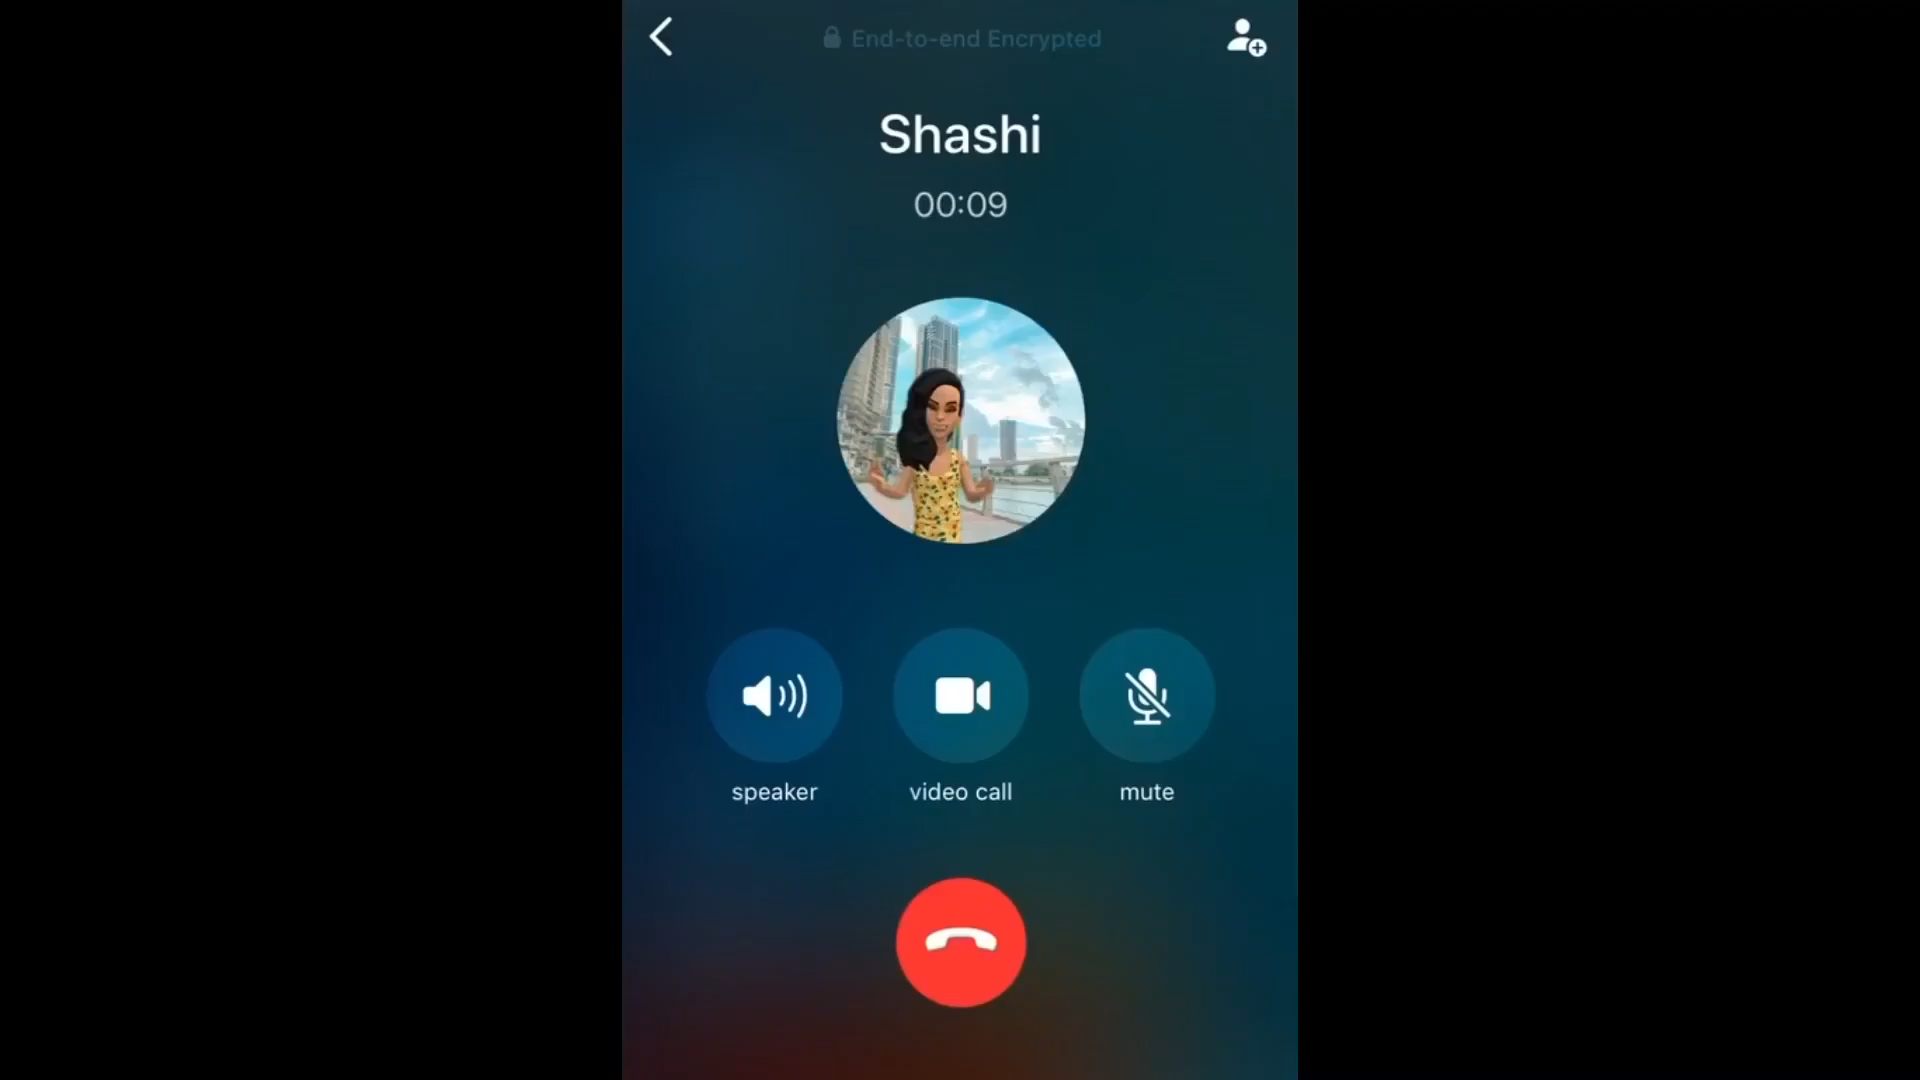 End-to-end Encrypted
Shashi
00:09
speaker
video call
mute